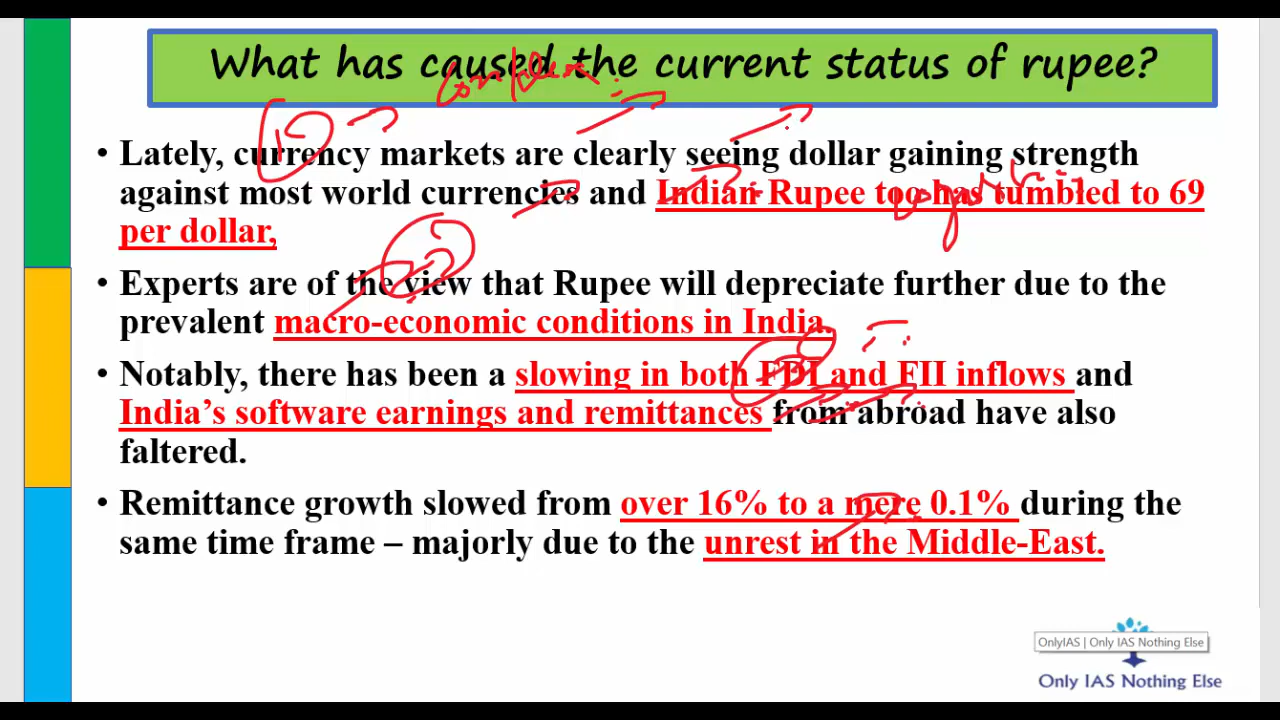 What has caused the current status of rupee?
• Lately, currency markets are clearly seeing dollar gaining strength
against most world currencies and Indian Rupee too has tumbled to 69
per dollar,
• Experts are of the view that Rupee will depreciate further due to the
prevalent macro-economic conditions in India.
• Notably, there has been a slowing in both FDI and FII inflows and
India’s software earnings and remittances from abroad have also
faltered.
• Remittance growth slowed from over 16% to a mere 0.1% during the
same time frame – majorly due to the unrest in the Middle-East.
OnlyIAS | Only IAS Nothing Else
Only IAS Nothing Else